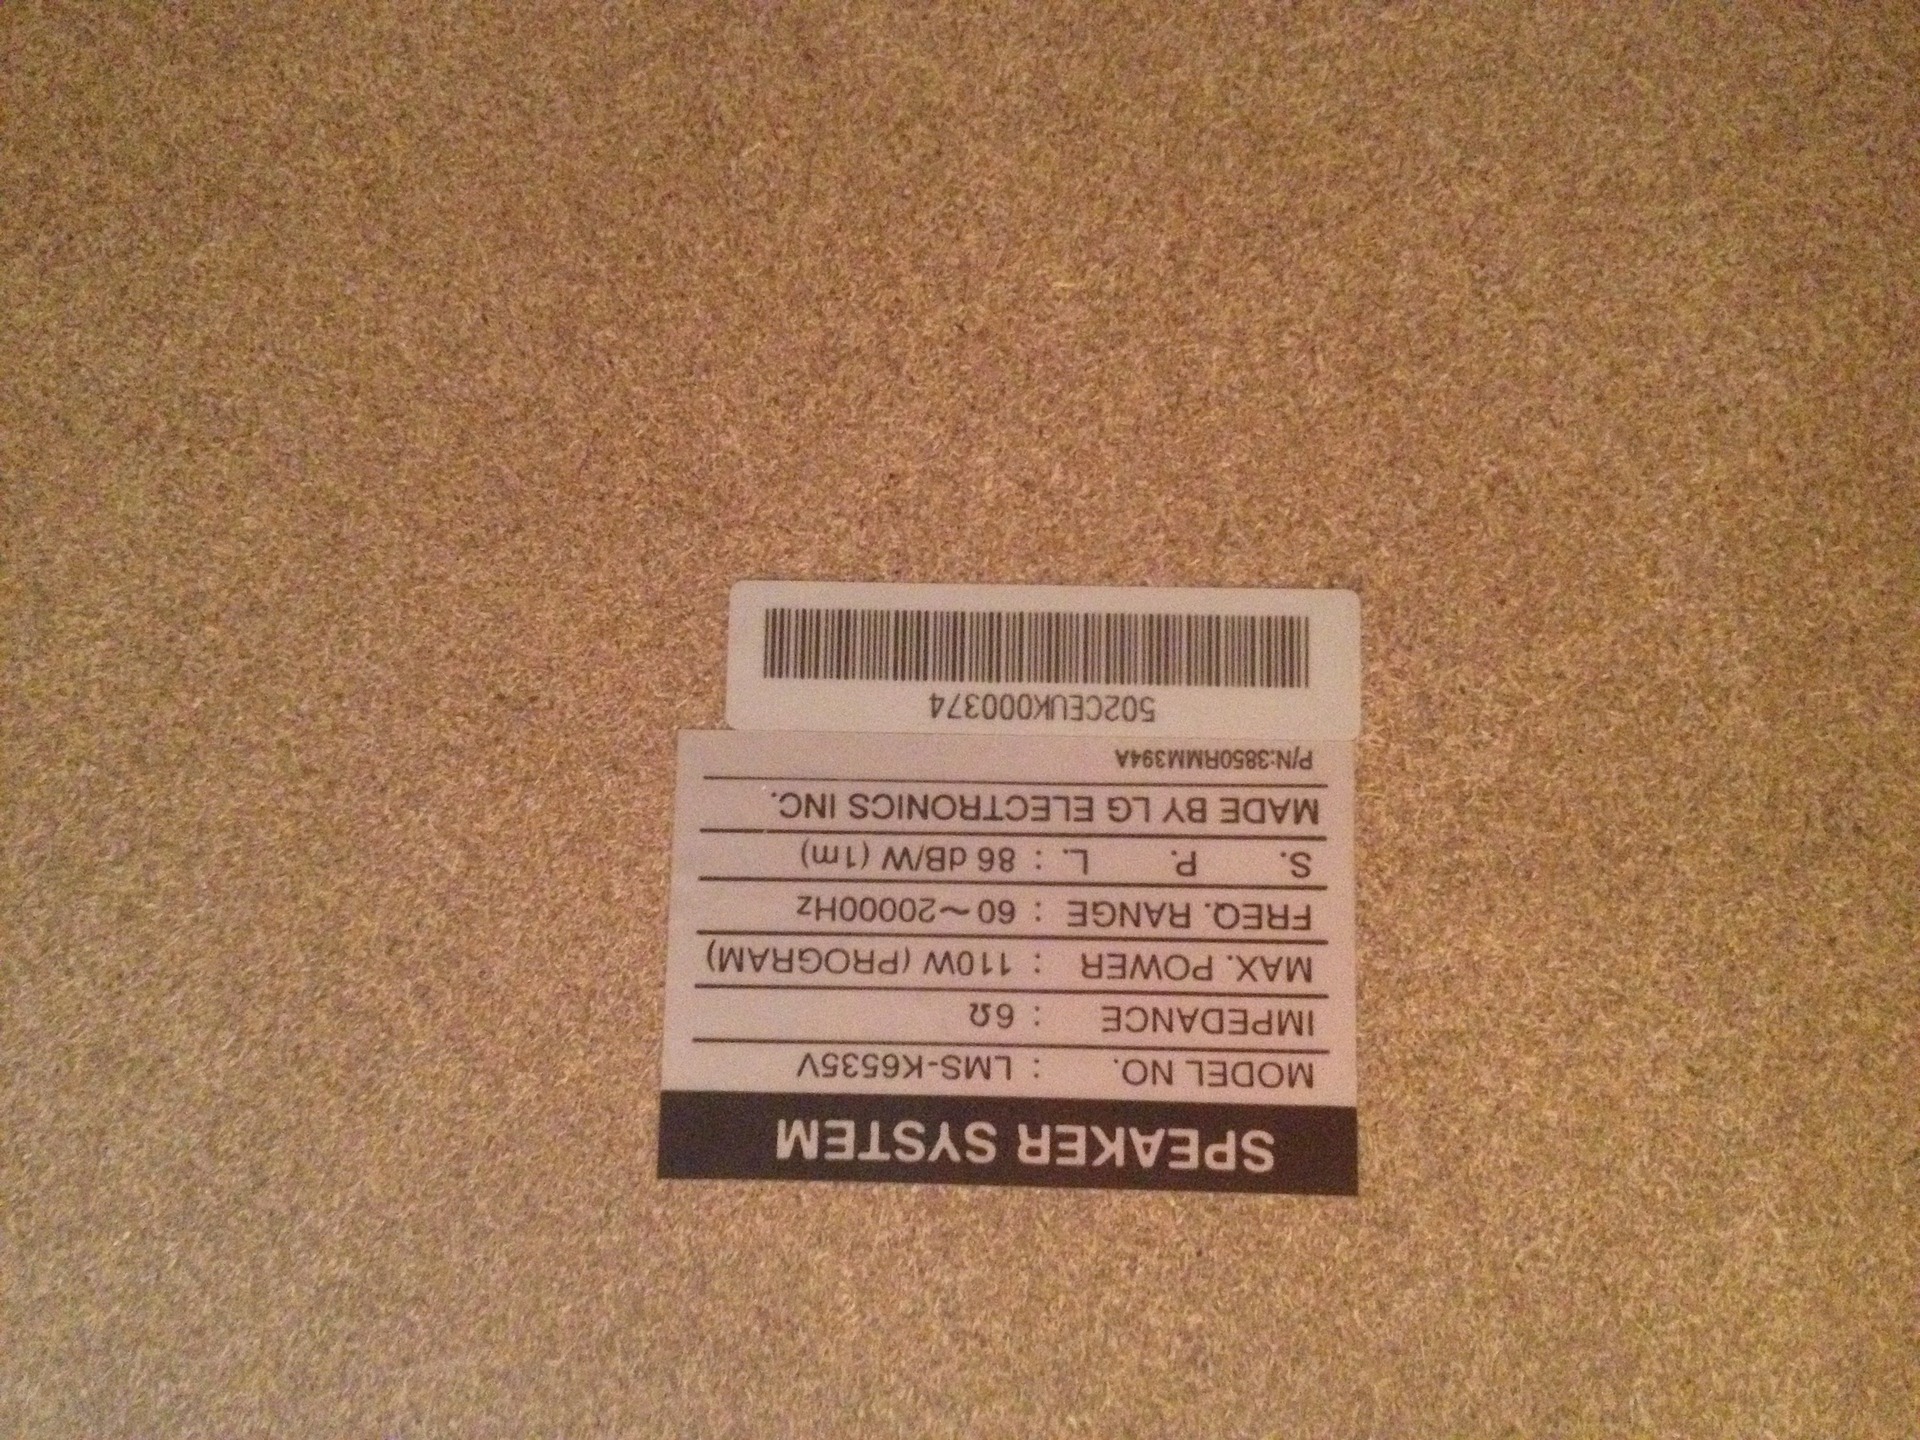 SPEAKER SYSTEM
MODEL NO. : LMS-K6535V
IMPEDANCE : 6Ω
MAX. POWER : 110W (PROGRAM)
FREQ. RANGE : 60～20000Hz
S. P. L. : 86 dB/W (1m)
MADE BY LG ELECTRONICS INC.
P/N:3850RMM394A
502CEUK000374